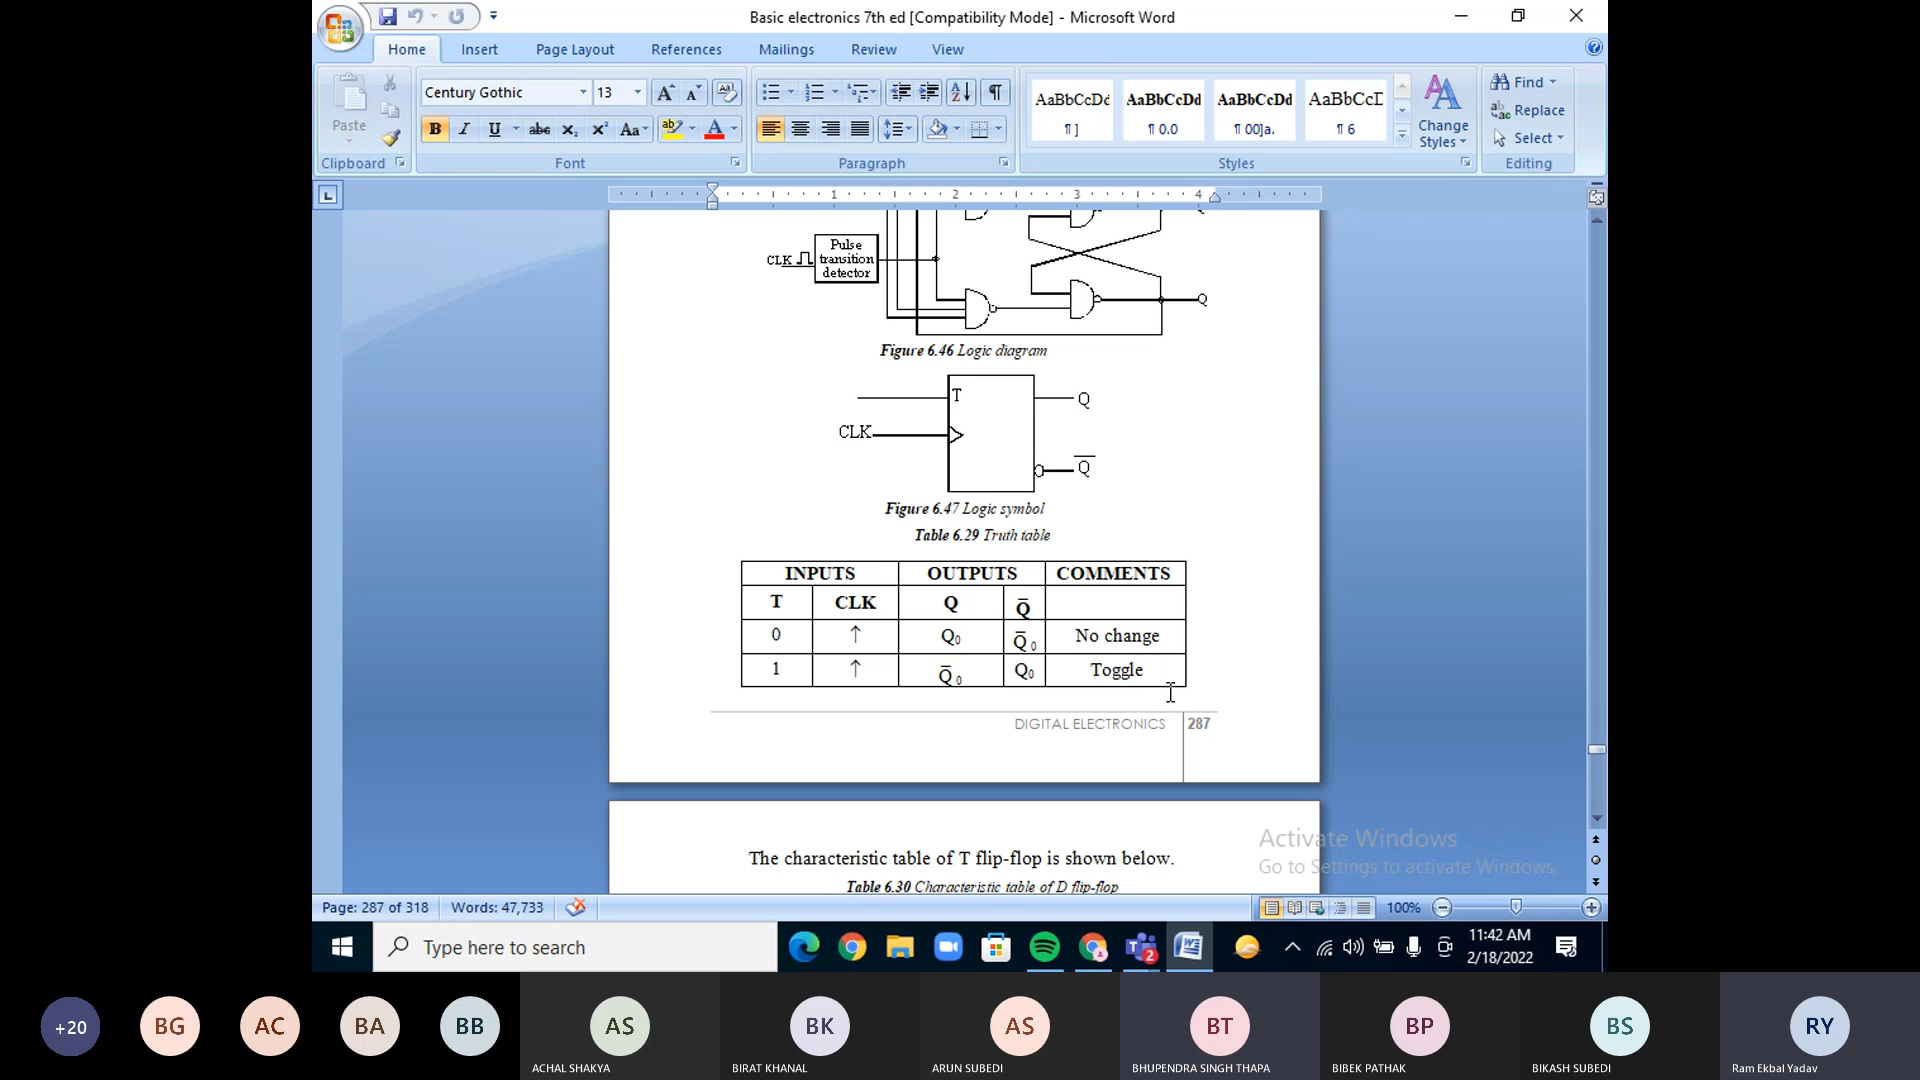 Basic electronics 7th ed [Compatibility Mode] - Microsoft Word
Home Insert Page Layout References Mailings Review View
Century Gothic 13
Paste
AaBbCcDd AaBbCcDd AaBbCcDd AaBbCcI
¶ ] ¶ 0.0 ¶ 00]a. ¶ 6
Change Styles
Find
Replace
Select
Clipboard Font Paragraph Styles Editing
1 2 3 4
CLK
Pulse
transition
detector
Q
Figure 6.46 Logic diagram
T
Q
CLK
Q̅
Figure 6.47 Logic symbol
Table 6.29 Truth table
INPUTS OUTPUTS COMMENTS
T CLK Q Q̅
0 ↑ Q₀ Q̅₀ No change
1 ↑ Q̅₀ Q₀ Toggle
DIGITAL ELECTRONICS 287
The characteristic table of T flip-flop is shown below.
Table 6.30 Characteristic table of D flip-flop
Activate Windows
Go to Settings to activate Windows.
Page: 287 of 318 Words: 47,733 100%
Type here to search
2
11:42 AM
2/18/2022
+20 BG AC BA BB AS BK AS BT BP BS RY
ACHAL SHAKYA BIRAT KHANAL ARUN SUBEDI BHUPENDRA SINGH THAPA BIBEK PATHAK BIKASH SUBEDI Ram Ekbal Yadav